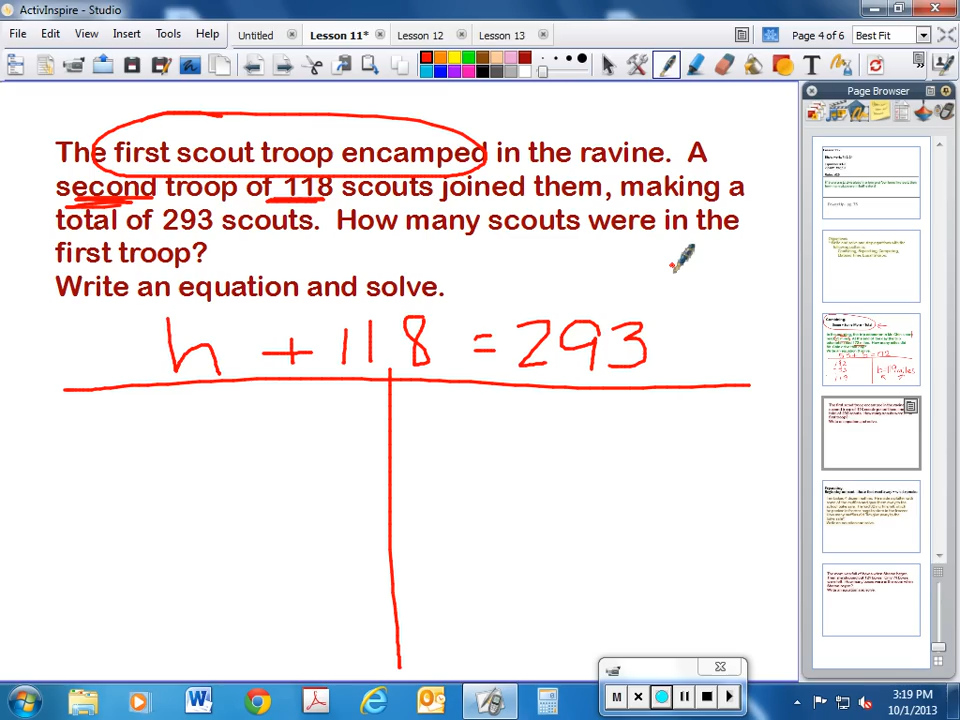 ActivInspire - Studio
File Edit View Insert Tools Help Untitled Lesson 11* Lesson 12 Lesson 13 Page 4 of 6 Best Fit
Page Browser
The first scout troop encamped in the ravine. A
second troop of 118 scouts joined them, making a
total of 293 scouts. How many scouts were in the
first troop?
Write an equation and solve.
h + 118 = 293
M
3:19 PM
10/1/2013